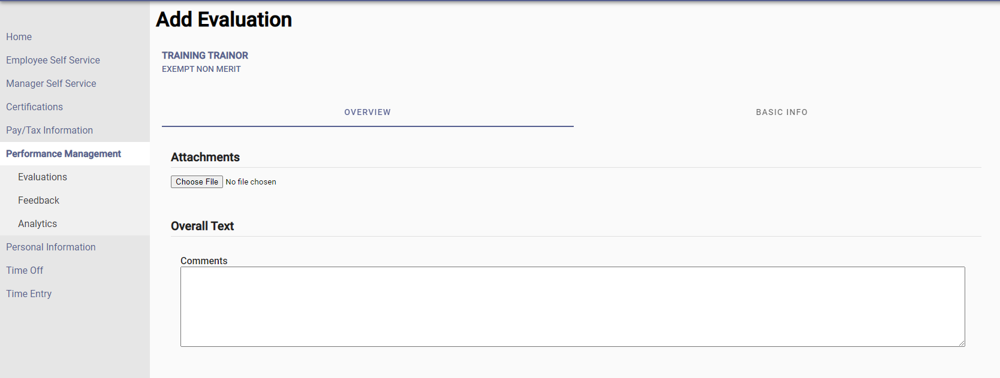 Add Evaluation
Home
Employee Self Service
Manager Self Service
Certifications
Pay/Tax Information
Performance Management
Evaluations
Feedback
Analytics
Personal Information
Time Off
Time Entry
TRAINING TRAINOR
EXEMPT NON MERIT
OVERVIEW
BASIC INFO
Attachments
Choose File No file chosen
Overall Text
Comments